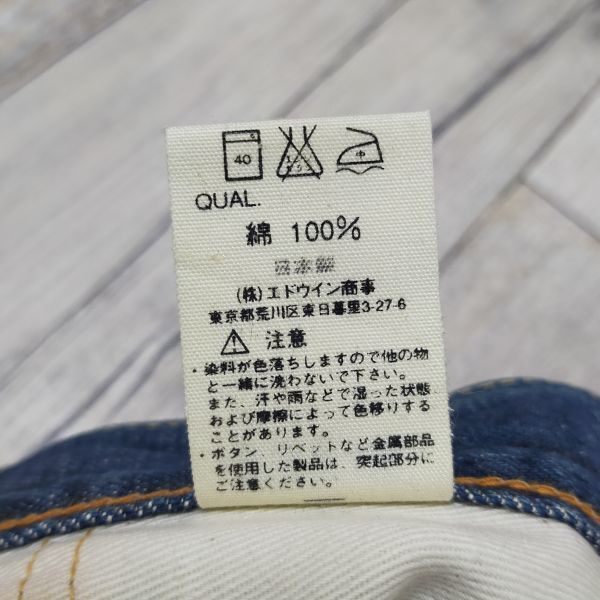 40
中
QUAL.
綿 100%
日本製
(株)エドウイン商事
東京都荒川区東日暮里3-27-6
注意
・染料が色落ちしますので他の物
と一緒に洗わないで下さい。
また、汗や雨などで湿った状態
および摩擦によって色移りする
ことがあります。
・ボタン、リベットなど金属部品
を使用した製品は、突起部分に
ご注意ください。